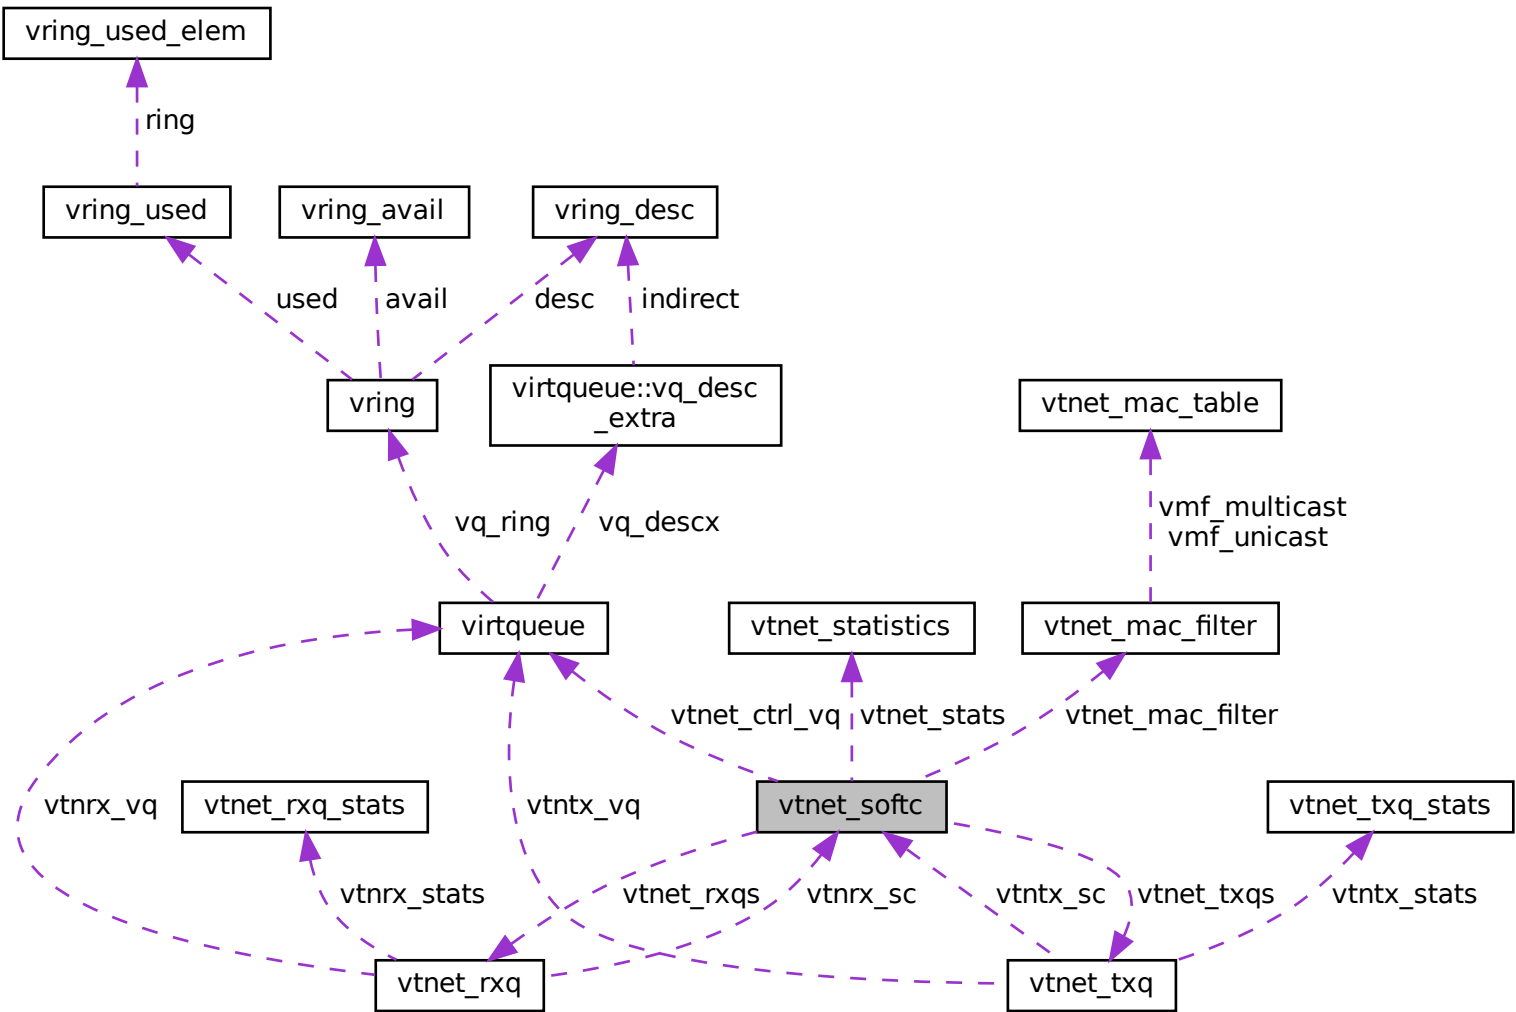 vring_used_elem
ring
vring_used
vring_avail
vring_desc
used
avail
desc
indirect
vring
virtqueue::vq_desc
_extra
vtnet_mac_table
vq_ring
vq_descx
vmf_multicast
vmf_unicast
virtqueue
vtnet_statistics
vtnet_mac_filter
vtnet_ctrl_vq
vtnet_stats
vtnet_mac_filter
vtnrx_vq
vtnet_rxq_stats
vtntx_vq
vtnet_softc
vtnet_txq_stats
vtnrx_stats
vtnet_rxqs
vtnrx_sc
vtntx_sc
vtnet_txqs
vtntx_stats
vtnet_rxq
vtnet_txq